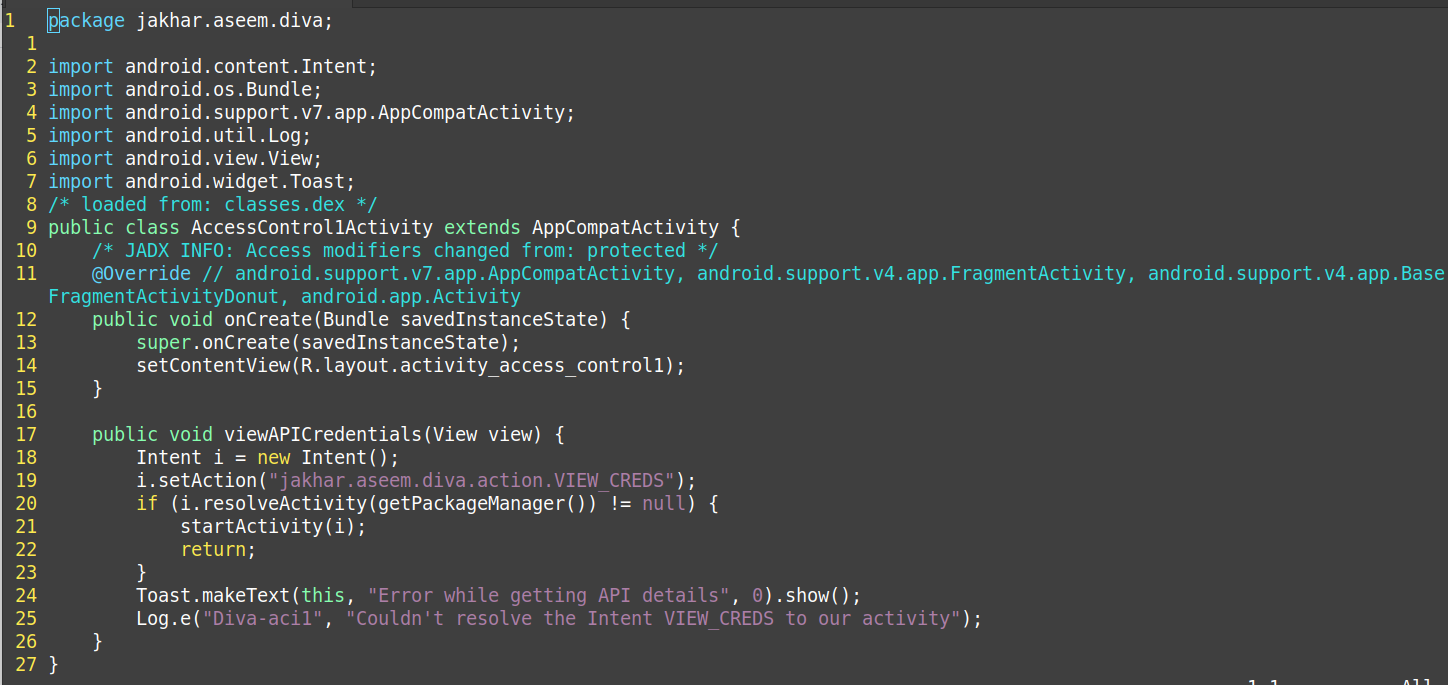 1   package jakhar.aseem.diva;
  1
  2 import android.content.Intent;
  3 import android.os.Bundle;
  4 import android.support.v7.app.AppCompatActivity;
  5 import android.util.Log;
  6 import android.view.View;
  7 import android.widget.Toast;
  8 /* loaded from: classes.dex */
  9 public class AccessControl1Activity extends AppCompatActivity {
 10     /* JADX INFO: Access modifiers changed from: protected */
 11     @Override // android.support.v7.app.AppCompatActivity, android.support.v4.app.FragmentActivity, android.support.v4.app.Base
    FragmentActivityDonut, android.app.Activity
 12     public void onCreate(Bundle savedInstanceState) {
 13         super.onCreate(savedInstanceState);
 14         setContentView(R.layout.activity_access_control1);
 15     }
 16
 17     public void viewAPICredentials(View view) {
 18         Intent i = new Intent();
 19         i.setAction("jakhar.aseem.diva.action.VIEW_CREDS");
 20         if (i.resolveActivity(getPackageManager()) != null) {
 21             startActivity(i);
 22             return;
 23         }
 24         Toast.makeText(this, "Error while getting API details", 0).show();
 25         Log.e("Diva-aci1", "Couldn't resolve the Intent VIEW_CREDS to our activity");
 26     }
 27 }